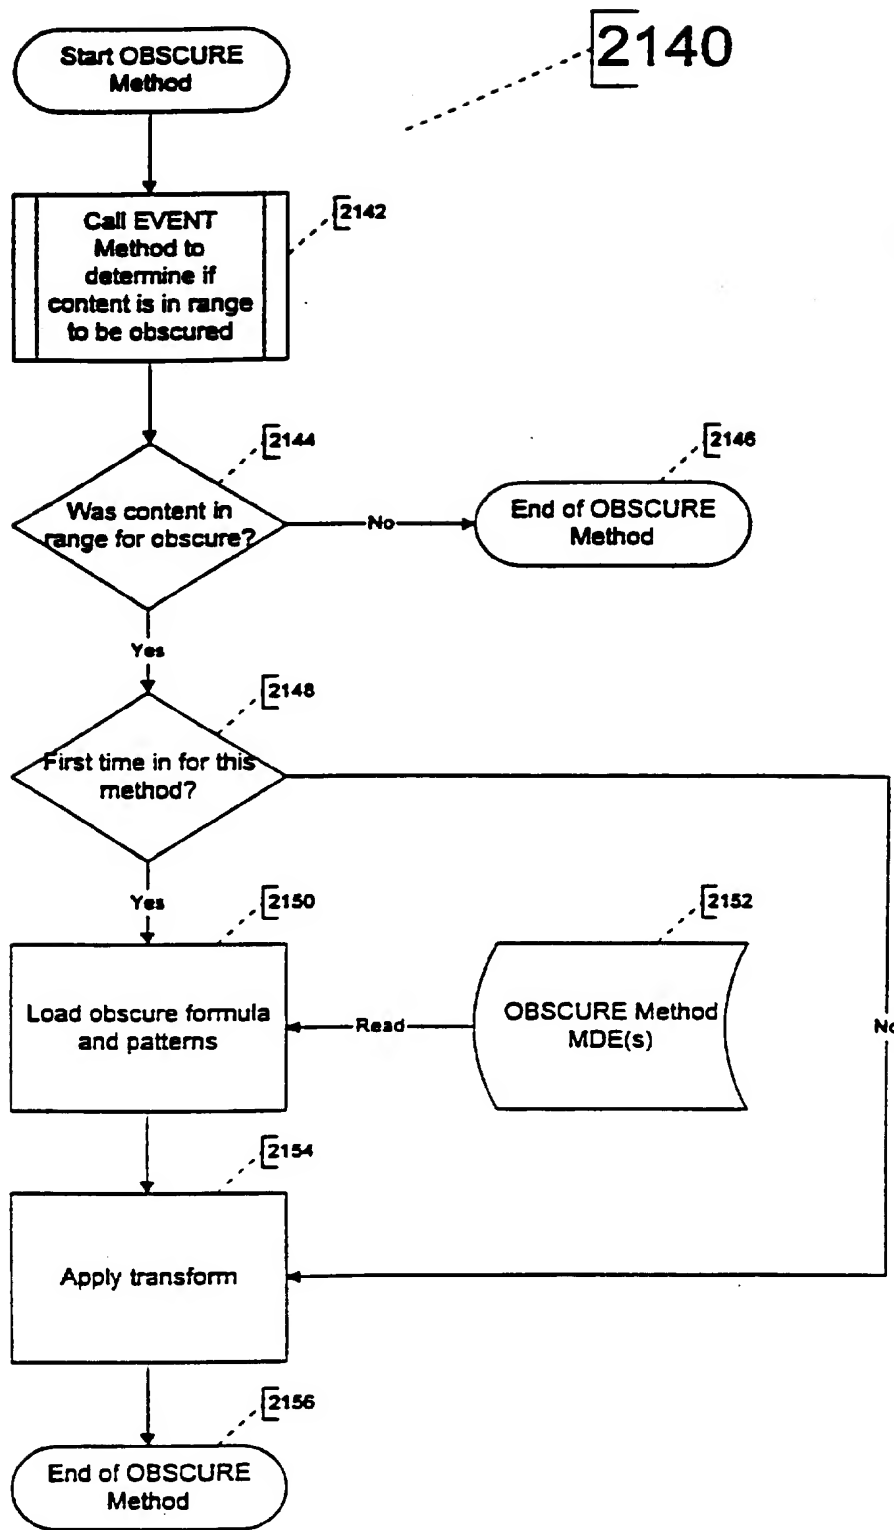 2140
Start OBSCURE
Method
2142
Call EVENT
Method to
determine if
content is in range
to be obscured
2144
Was content in
range for obscure?
No
2146
End of OBSCURE
Method
Yes
2148
First time in for this
method?
Yes
2150
Load obscure formula
and patterns
Read
2152
OBSCURE Method
MDE(s)
No
2154
Apply transform
2156
End of OBSCURE
Method